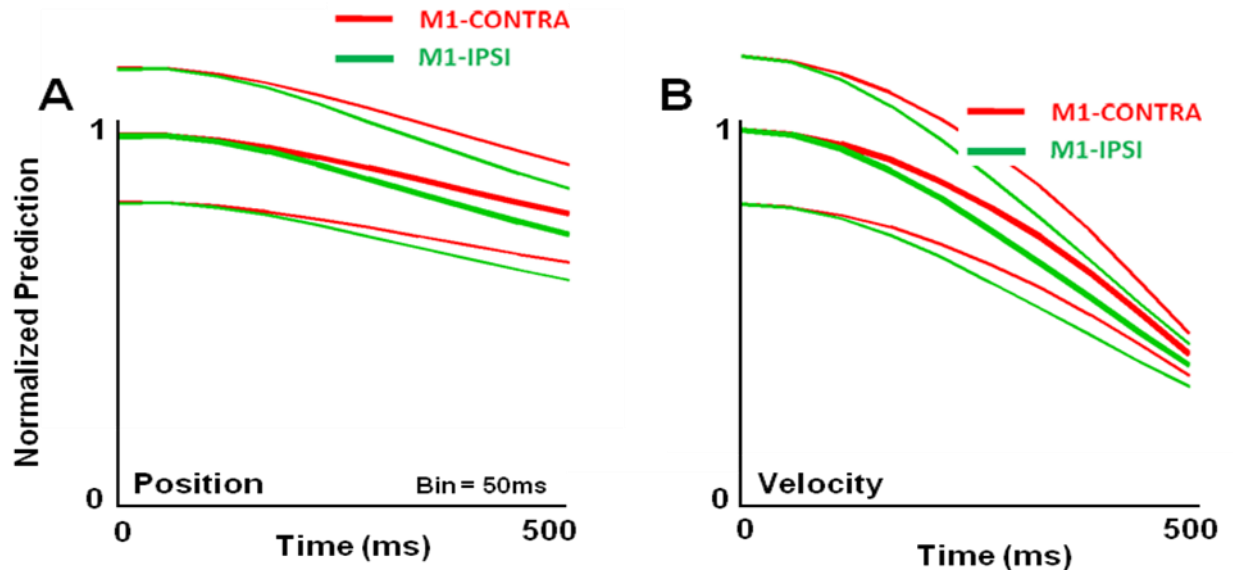 M1-CONTRA
M1-IPSI
A
1
Normalized Prediction
0
Position
Bin = 50ms
0
500
Time (ms)
B
M1-CONTRA
M1-IPSI
1
0
Velocity
0
500
Time (ms)